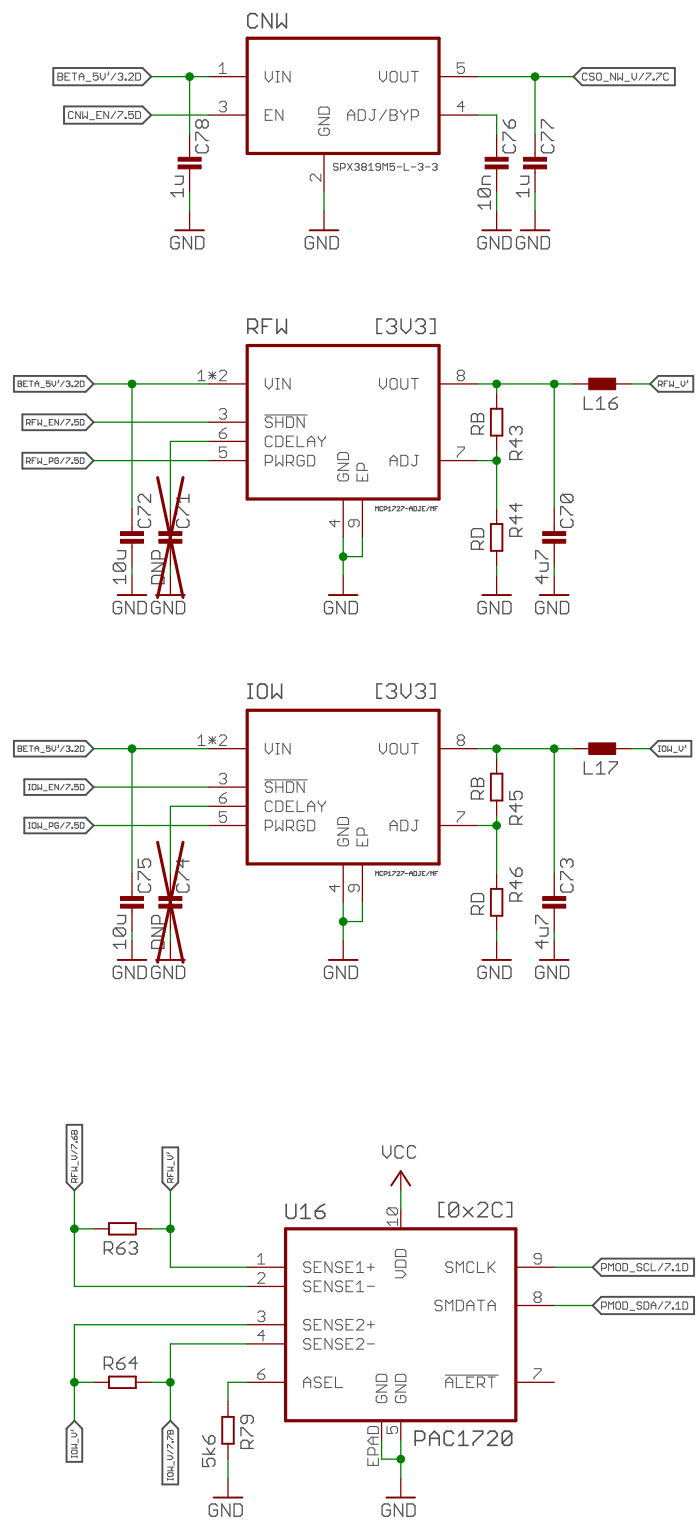 CNW
BETA_5V'/3.2D
1
VIN
VOUT
5
CSO_NW_V/7.7C
CNW_EN/7.5D
3
EN
GND
ADJ/BYP
4
C78
1u
C76
10n
C77
1u
2
SPX3819M5-L-3-3
GND
GND
GND
GND
RFW
[3V3]
BETA_5V'/3.2D
1*2
VIN
VOUT
8
L16
RFW_V'
RFW_EN/7.5D
3
SHDN
6
CDELAY
RFW_PG/7.5D
5
PWRGD
GND
EP
ADJ
7
RB
R43
RD
R44
C72
10u
C71
DNP
C70
4u7
4
9
MCP1727-ADJE/MF
GND
GND
GND
GND
GND
IOW
[3V3]
BETA_5V'/3.2D
1*2
VIN
VOUT
8
L17
IOW_V'
IOW_EN/7.5D
3
SHDN
6
CDELAY
IOW_PG/7.5D
5
PWRGD
GND
EP
ADJ
7
RB
R45
RD
R46
C75
10u
C74
DNP
C73
4u7
4
9
MCP1727-ADJE/MF
GND
GND
GND
GND
GND
RFW_V/7.6B
RFW_V'
VCC
U16
10
[0x2C]
R63
VDD
1
SENSE1+
SMCLK
9
PMOD_SCL/7.1D
2
SENSE1-
SMDATA
8
PMOD_SDA/7.1D
3
SENSE2+
4
SENSE2-
R64
6
ASEL
GND
GND
ALERT
7
IOW_V'
IOW_V/7.7B
5k6
R79
EPAD
5
PAC1720
GND
GND